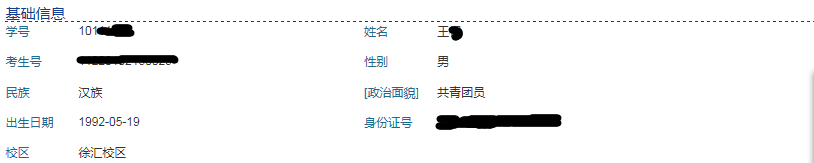 基础信息
学号 101 姓名 王
考生号 性别 男
民族 汉族 [政治面貌] 共青团员
出生日期 1992-05-19 身份证号
校区 徐汇校区